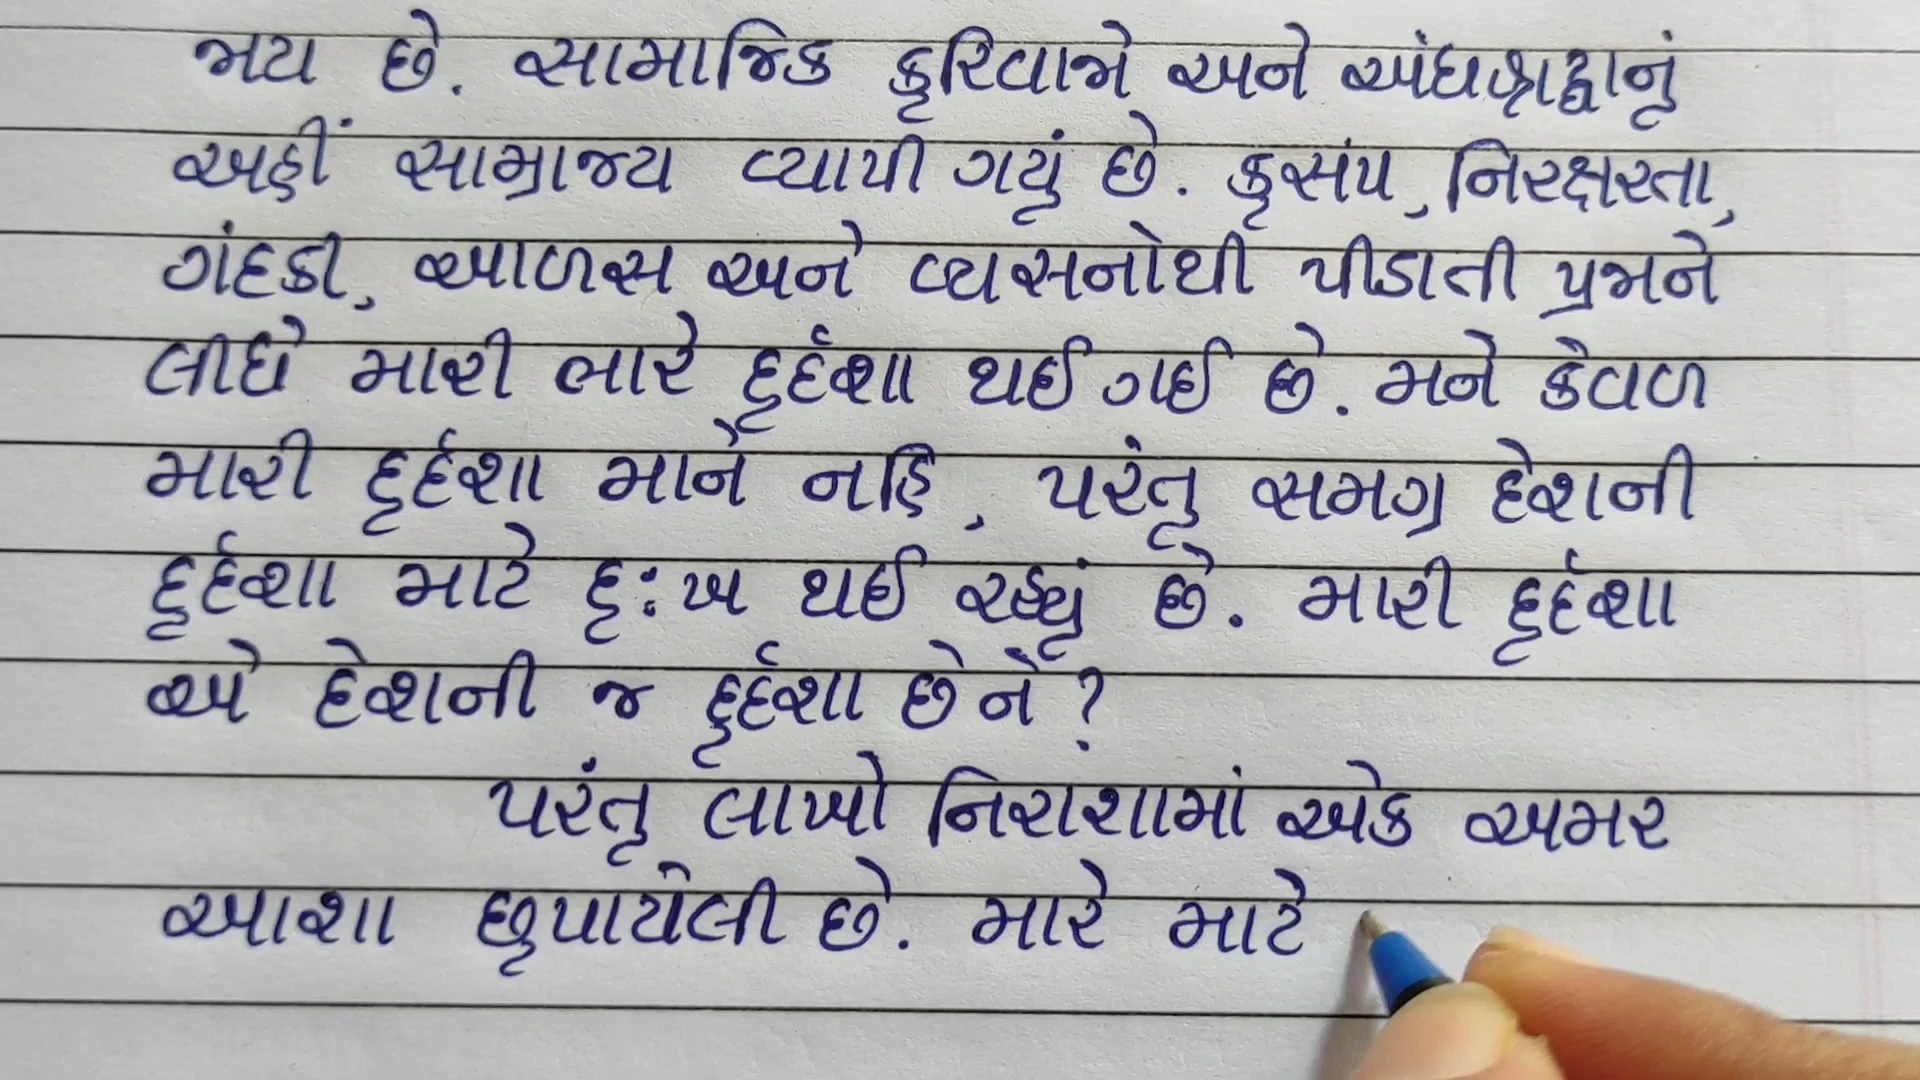 જાય છે. સામાજિક કુરિવાજો અને અંધશ્રદ્ધાનું
અહીં સામ્રાજ્ય વ્યાપી ગયું છે. કુસંપ, નિરક્ષરતા,
ગંદકી, આળસ અને વ્યસનોથી પીડાતી પ્રજાને
લીધે મારી ભારે દુર્દશા થઈ ગઈ છે. મને કેવળ
મારી દુર્દશા માને નહિ, પરંતુ સમગ્ર દેશની
દુર્દશા માટે દુ:ખ થઈ રહ્યું છે. મારી દુર્દશા
એ દેશની જ દુર્દશા છે ને ?
પરંતુ લાખો નિરાશામાં એક અમર
આશા છુપાયેલી છે. મારે માટે